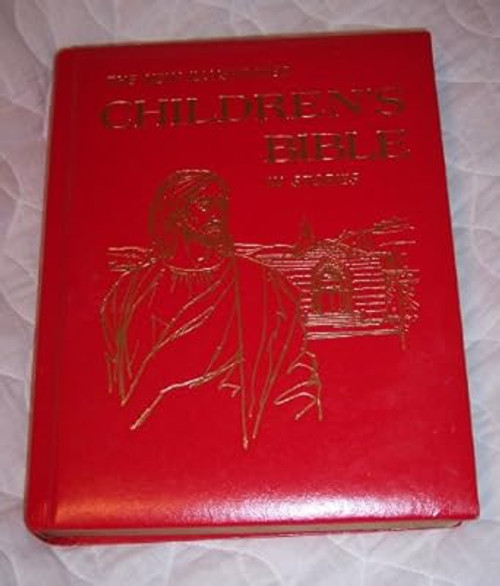 THE NEW ILLUSTRATED
CHILDREN'S
BIBLE
IN STORIES